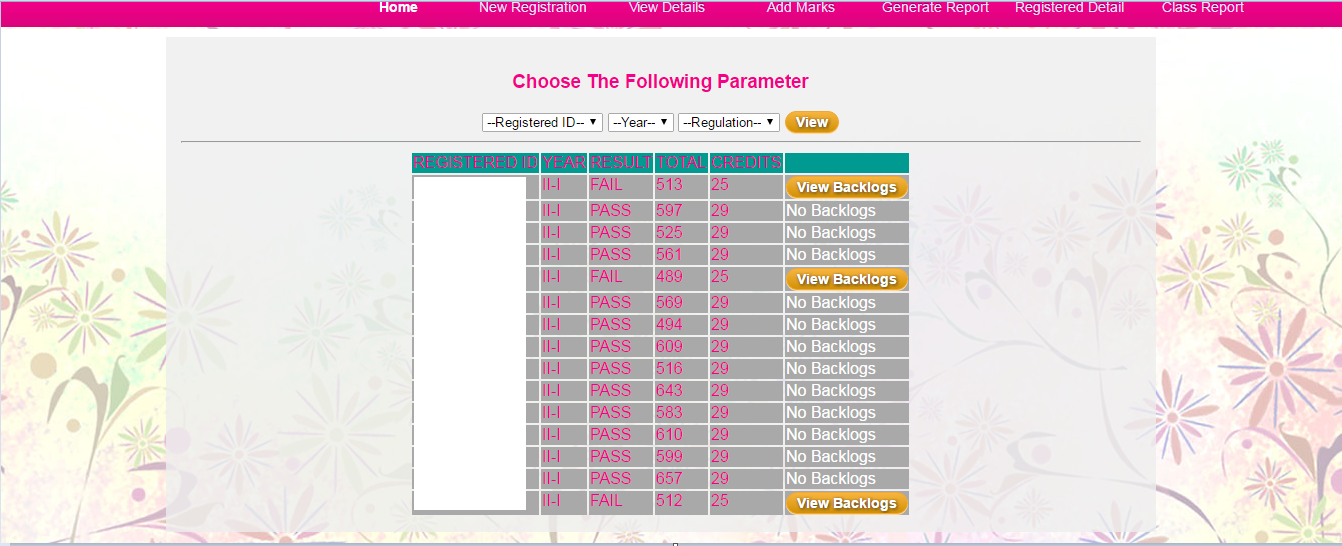 Home New Registration View Details Add Marks Generate Report Registered Detail Class Report
Choose The Following Parameter
--Registered ID-- --Year-- --Regulation-- View
REGISTERED ID YEAR RESULT TOTAL CREDITS
II-I FAIL 513 25 View Backlogs
II-I PASS 597 29 No Backlogs
II-I PASS 525 29 No Backlogs
II-I PASS 561 29 No Backlogs
II-I FAIL 489 25 View Backlogs
II-I PASS 569 29 No Backlogs
II-I PASS 494 29 No Backlogs
II-I PASS 609 29 No Backlogs
II-I PASS 516 29 No Backlogs
II-I PASS 643 29 No Backlogs
II-I PASS 583 29 No Backlogs
II-I PASS 610 29 No Backlogs
II-I PASS 599 29 No Backlogs
II-I PASS 657 29 No Backlogs
II-I FAIL 512 25 View Backlogs